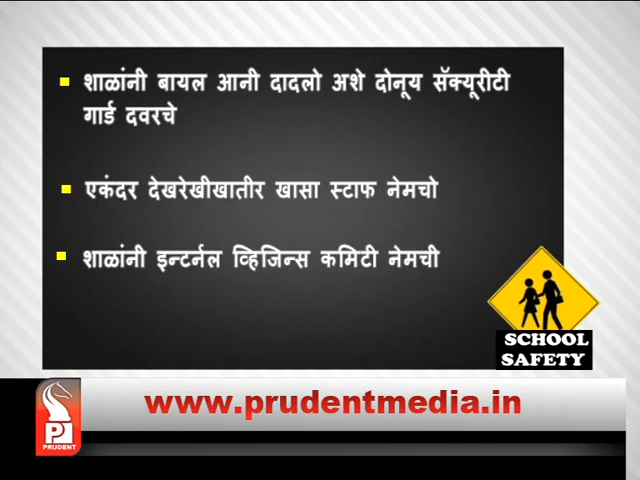 शाळांनी बायल आनी दादलो अशे दोनूय सॅक्यूरीटी
गार्ड दवरचे
एकंदर देखरेखीखातीर खासा स्टाफ नेमचो
शाळांनी इन्टर्नल व्हिजिन्स कमिटी नेमची
SCHOOL
SAFETY
www.prudentmedia.in
PRUDENT